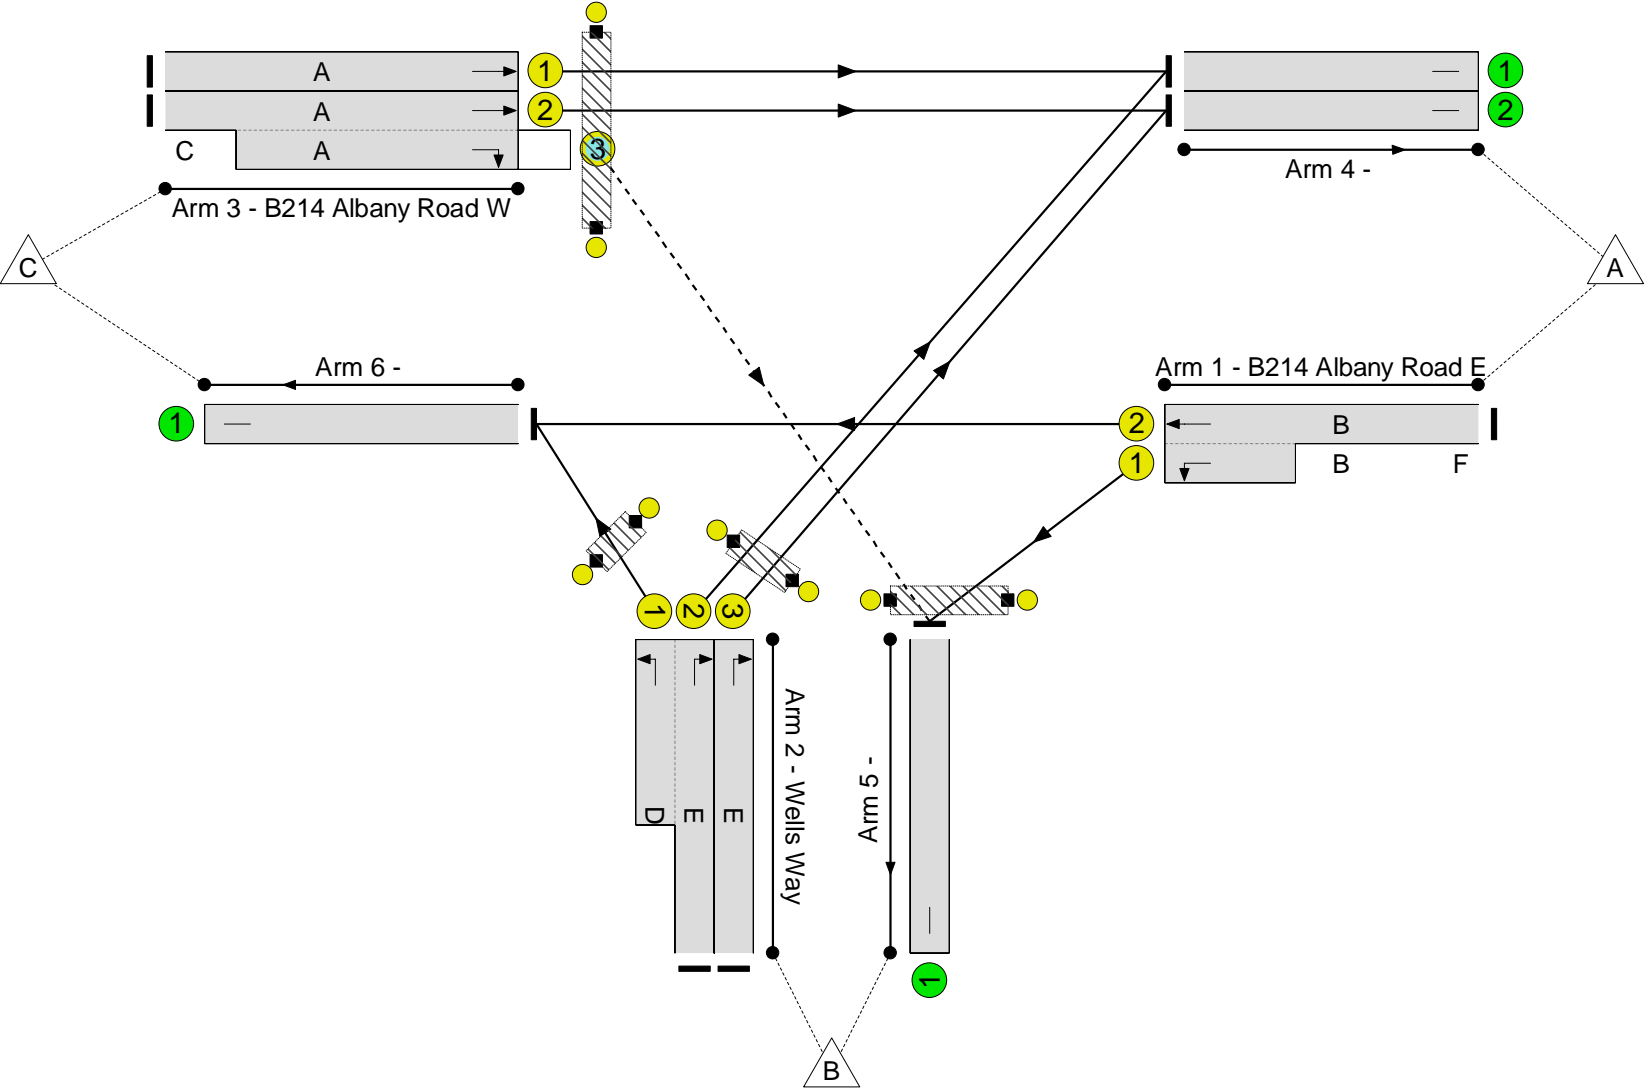 A
1
1
A
2
2
C
A
3
Arm 4 -
Arm 3 - B214 Albany Road W
C
A
Arm 6 -
Arm 1 - B214 Albany Road E
1
2
B
1
B
F
1
2
3
Arm 2 - Wells Way
Arm 5 -
D
E
E
1
B